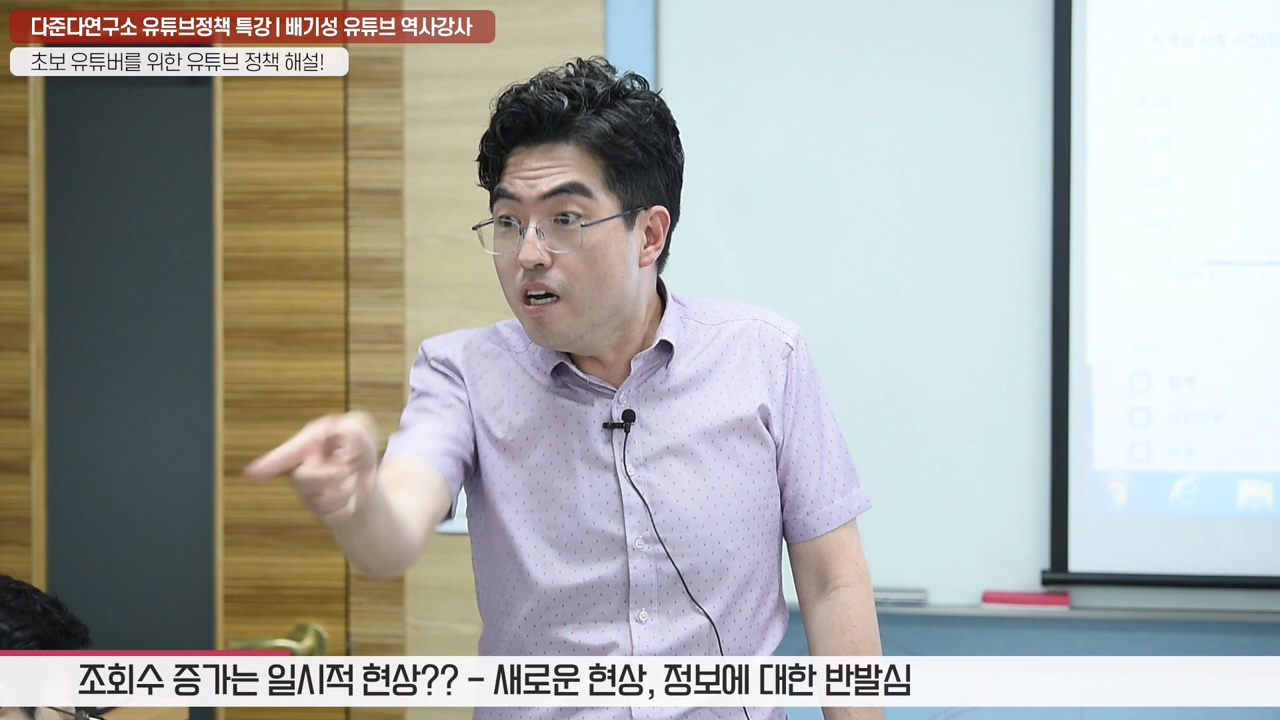 다준다연구소 유튜브정책 특강 | 배기성 유튜브 역사강사
초보 유튜버를 위한 유튜브 정책 해설!
조회수 증가는 일시적 현상?? - 새로운 현상, 정보에 대한 반발심